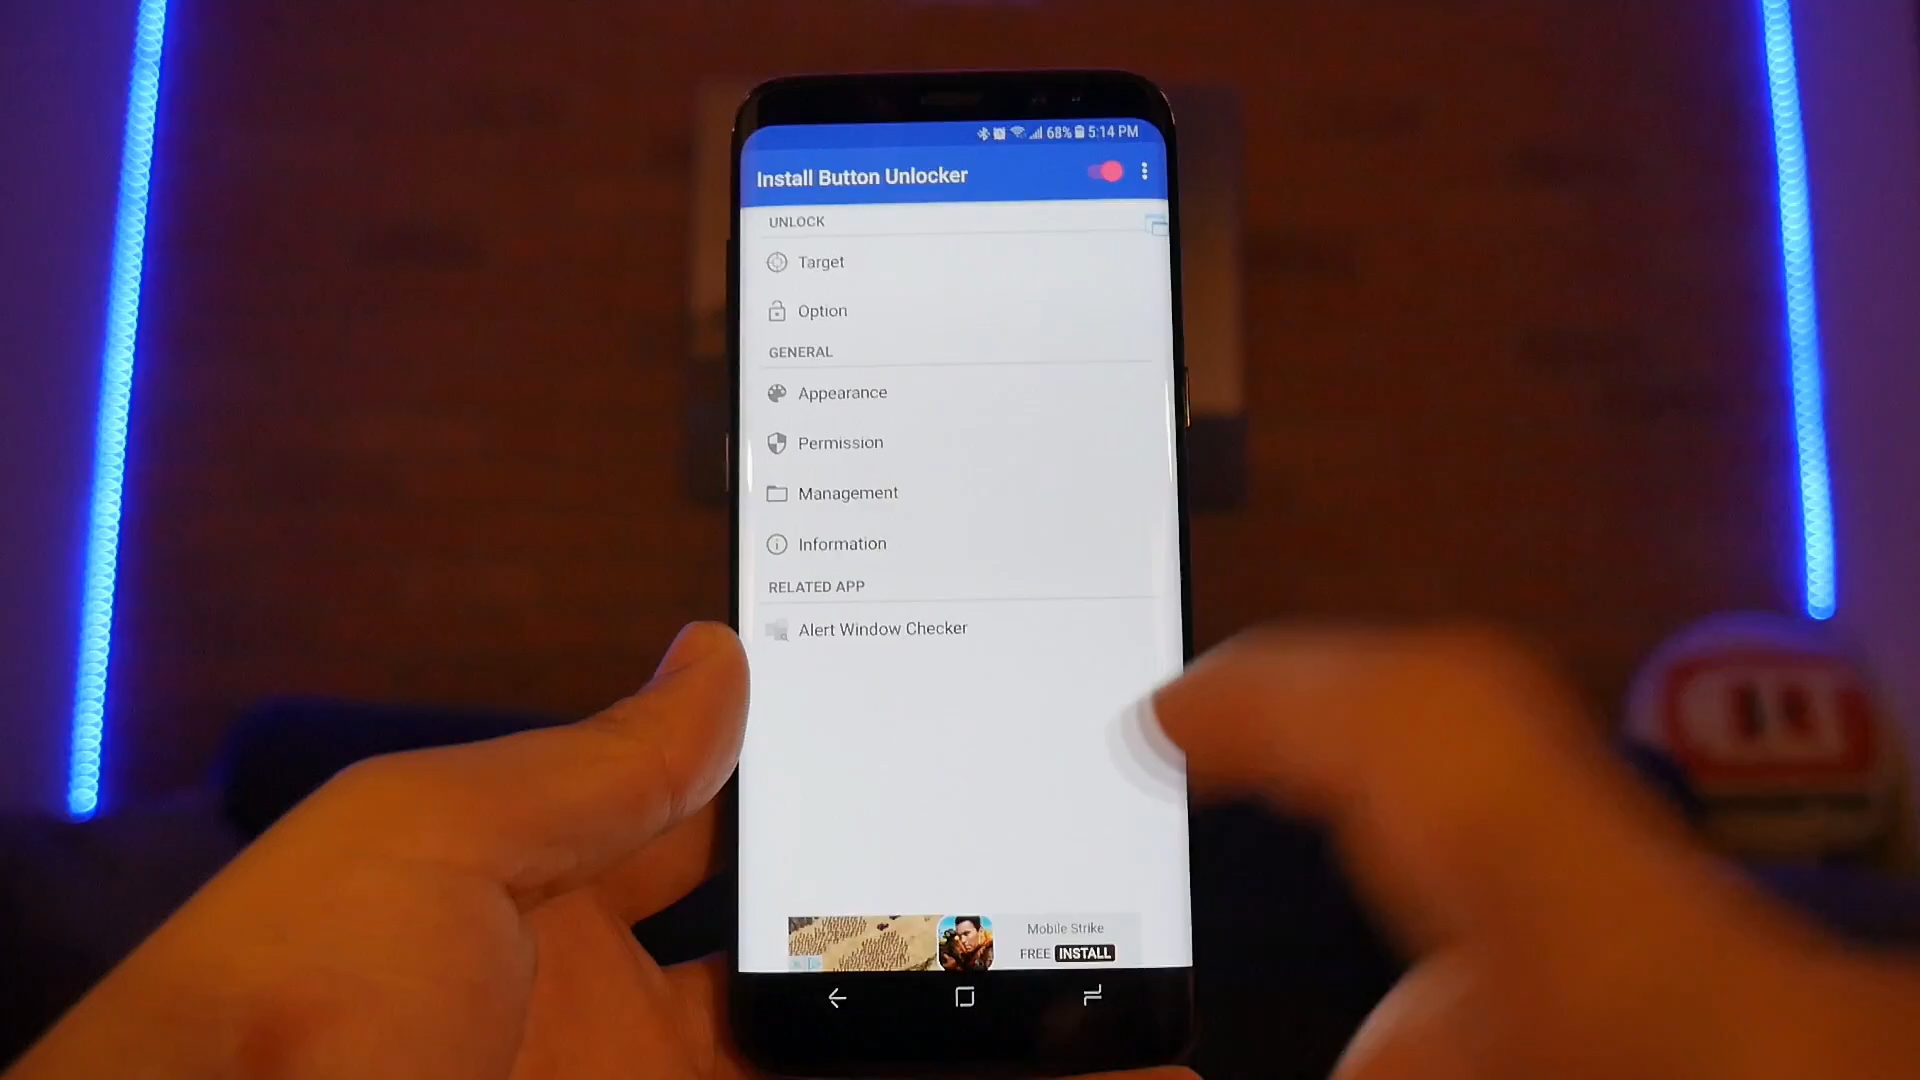 68% 5:14 PM
Install Button Unlocker
UNLOCK
Target
Option
GENERAL
Appearance
Permission
Management
Information
RELATED APP
Alert Window Checker
Mobile Strike
FREE INSTALL